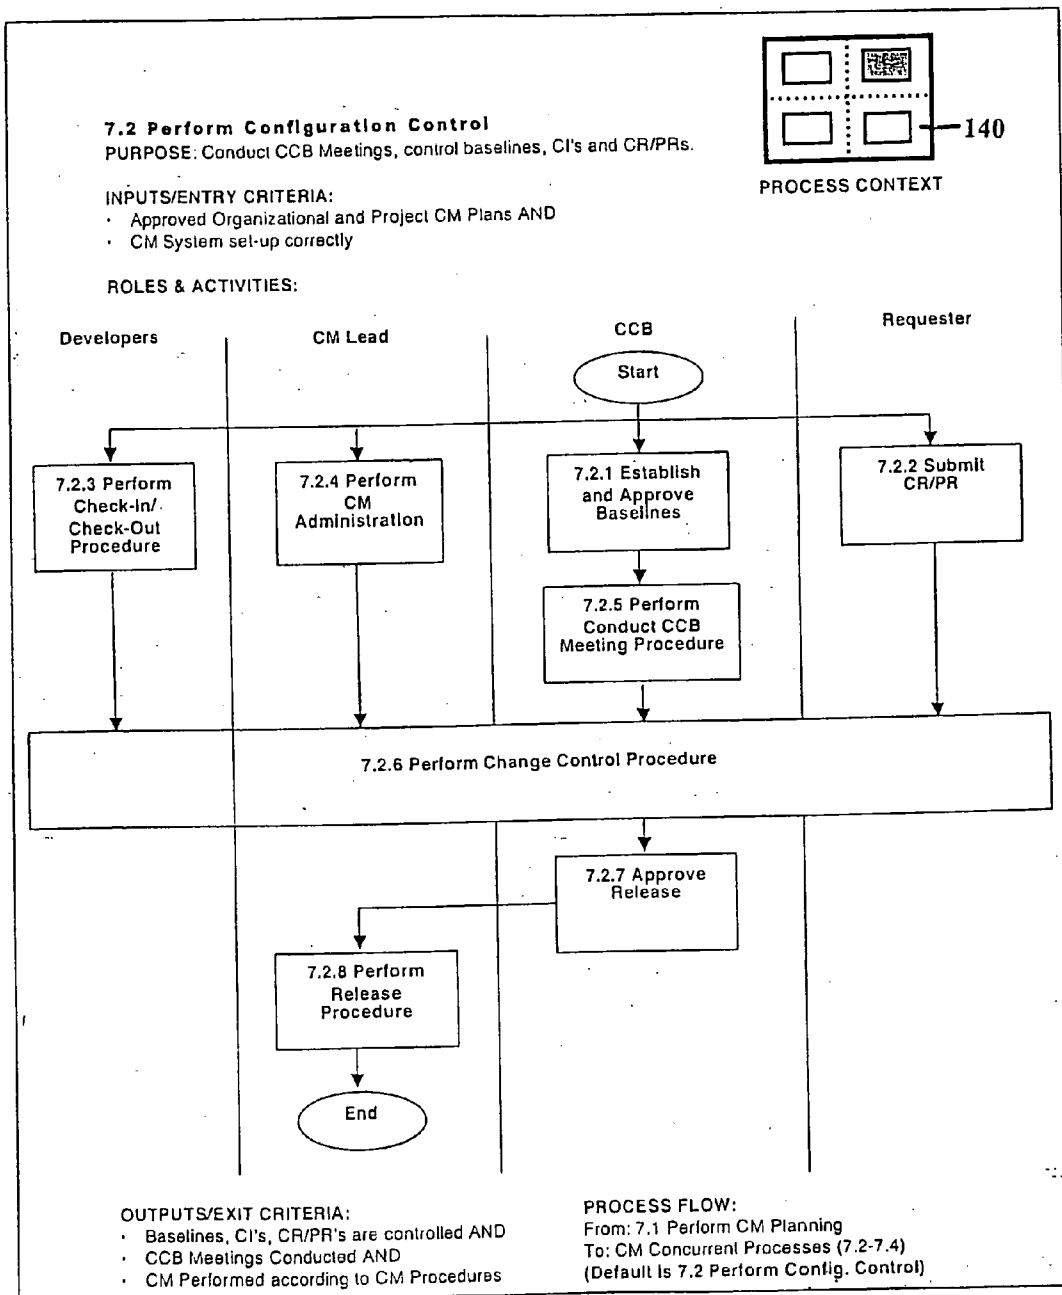 7.2 Perform Configuration Control
PURPOSE: Conduct CCB Meetings, control baselines, CI's and CR/PRs.
140
PROCESS CONTEXT
INPUTS/ENTRY CRITERIA:
· Approved Organizational and Project CM Plans AND
· CM System set-up correctly
ROLES & ACTIVITIES:
Developers
CM Lead
CCB
Requester
Start
7.2.3 Perform
Check-In/
Check-Out
Procedure
7.2.4 Perform
CM
Administration
7.2.1 Establish
and Approve
Baselines
7.2.2 Submit
CR/PR
7.2.5 Perform
Conduct CCB
Meeting Procedure
7.2.6 Perform Change Control Procedure
7.2.7 Approve
Release
7.2.8 Perform
Release
Procedure
End
OUTPUTS/EXIT CRITERIA:
· Baselines, CI's, CR/PR's are controlled AND
· CCB Meetings Conducted AND
· CM Performed according to CM Procedures
PROCESS FLOW:
From: 7.1 Perform CM Planning
To: CM Concurrent Processes (7.2-7.4)
(Default is 7.2 Perform Config. Control)